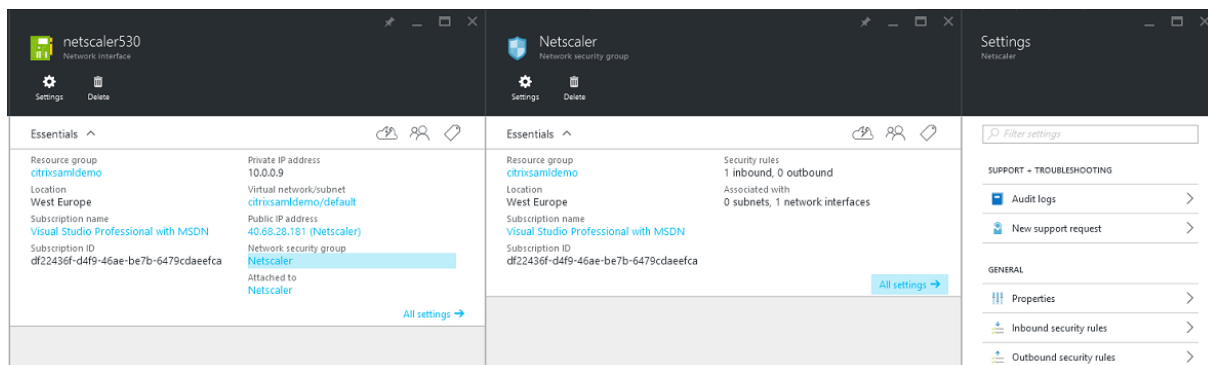 netscaler530
Network interface
Settings
Delete
Essentials
Resource group
citrixsamldemo
Location
West Europe
Subscription name
Visual Studio Professional with MSDN
Subscription ID
df22436f-d4f9-46ae-be7b-6479cdaeefca
Private IP address
10.0.0.9
Virtual network/subnet
citrixsamldemo/default
Public IP address
40.68.28.181 (Netscaler)
Network security group
Netscaler
Attached to
Netscaler
All settings →
Netscaler
Network security group
Settings
Delete
Essentials
Resource group
citrixsamldemo
Location
West Europe
Subscription name
Visual Studio Professional with MSDN
Subscription ID
df22436f-d4f9-46ae-be7b-6479cdaeefca
Security rules
1 inbound, 0 outbound
Associated with
0 subnets, 1 network interfaces
All settings →
Settings
Netscaler
Filter settings
SUPPORT + TROUBLESHOOTING
Audit logs
New support request
GENERAL
Properties
Inbound security rules
Outbound security rules